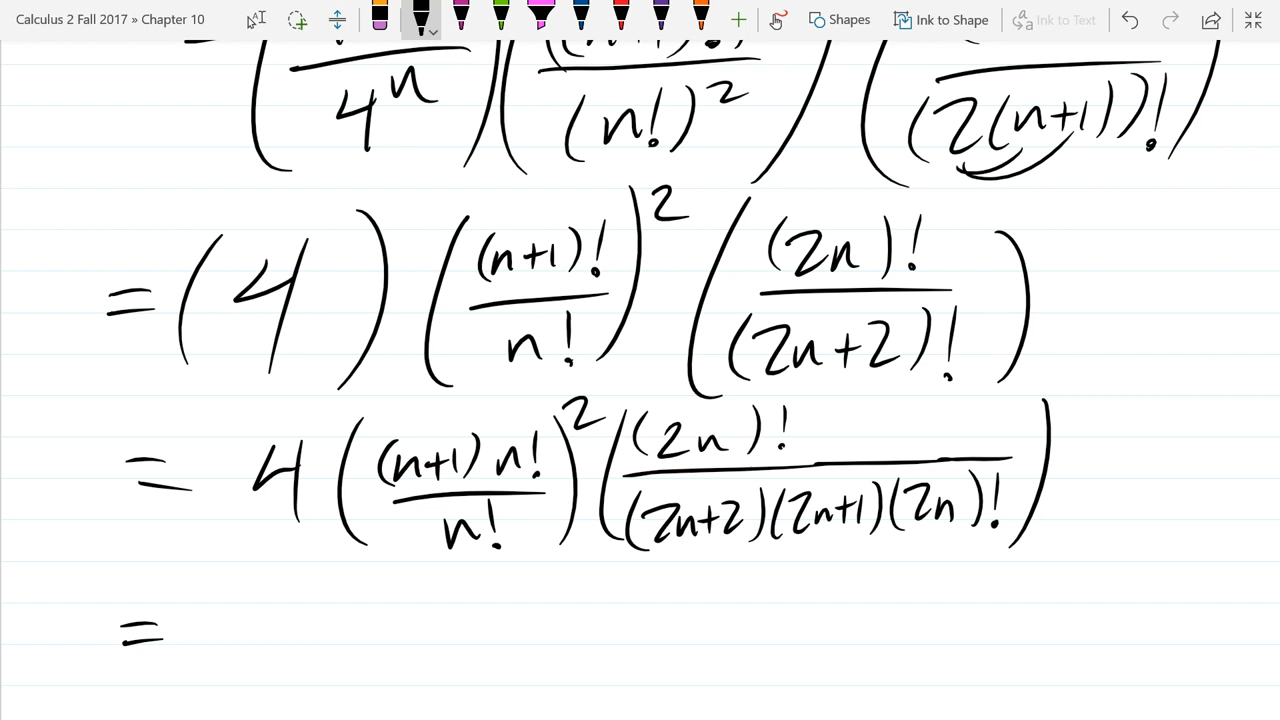 Calculus 2 Fall 2017 » Chapter 10 Shapes Ink to Shape Ink to Text
= ( / 4^n ) ( ((n+1)!) / (n!)^2 ) ( / (2(n+1))! )
= (4) ( (n+1)! / n! )^2 ( (2n)! / (2n+2)! )
= 4 ( (n+1) n! / n! )^2 ( (2n)! / (2n+2)(2n+1)(2n)! )
=